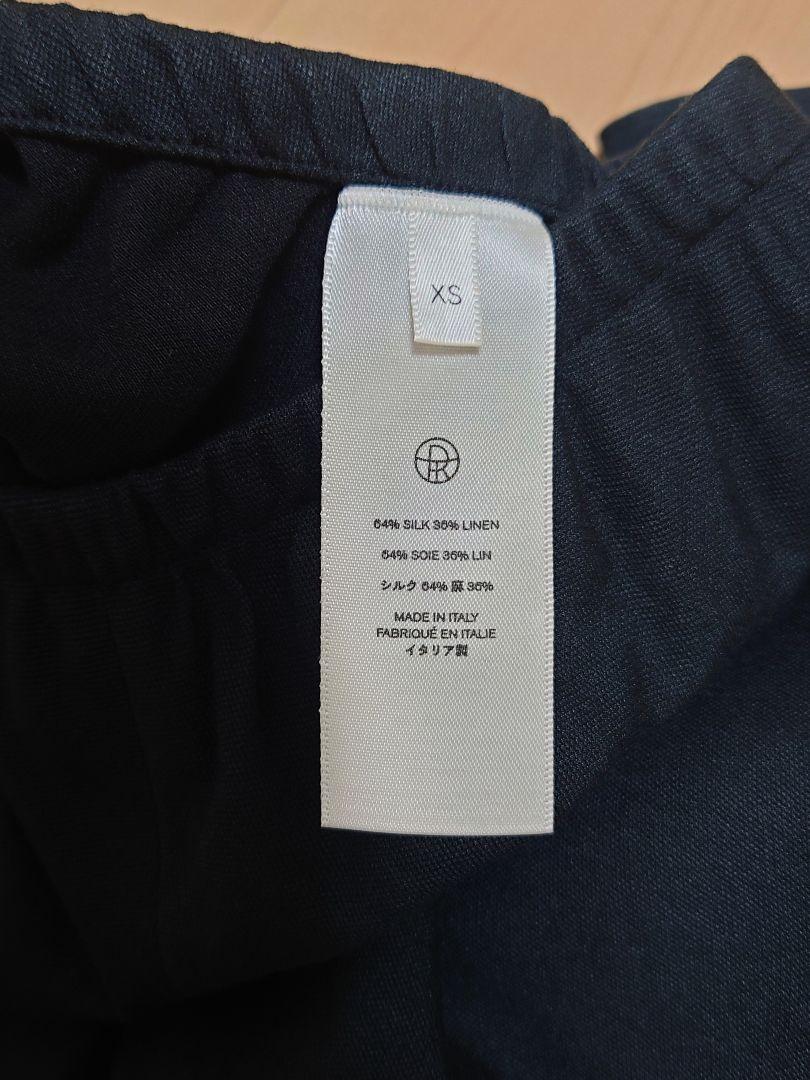 XS
64% SILK 36% LINEN
64% SOIE 36% LIN
シルク 64% 麻 36%
MADE IN ITALY
FABRIQUÉ EN ITALIE
イタリア製